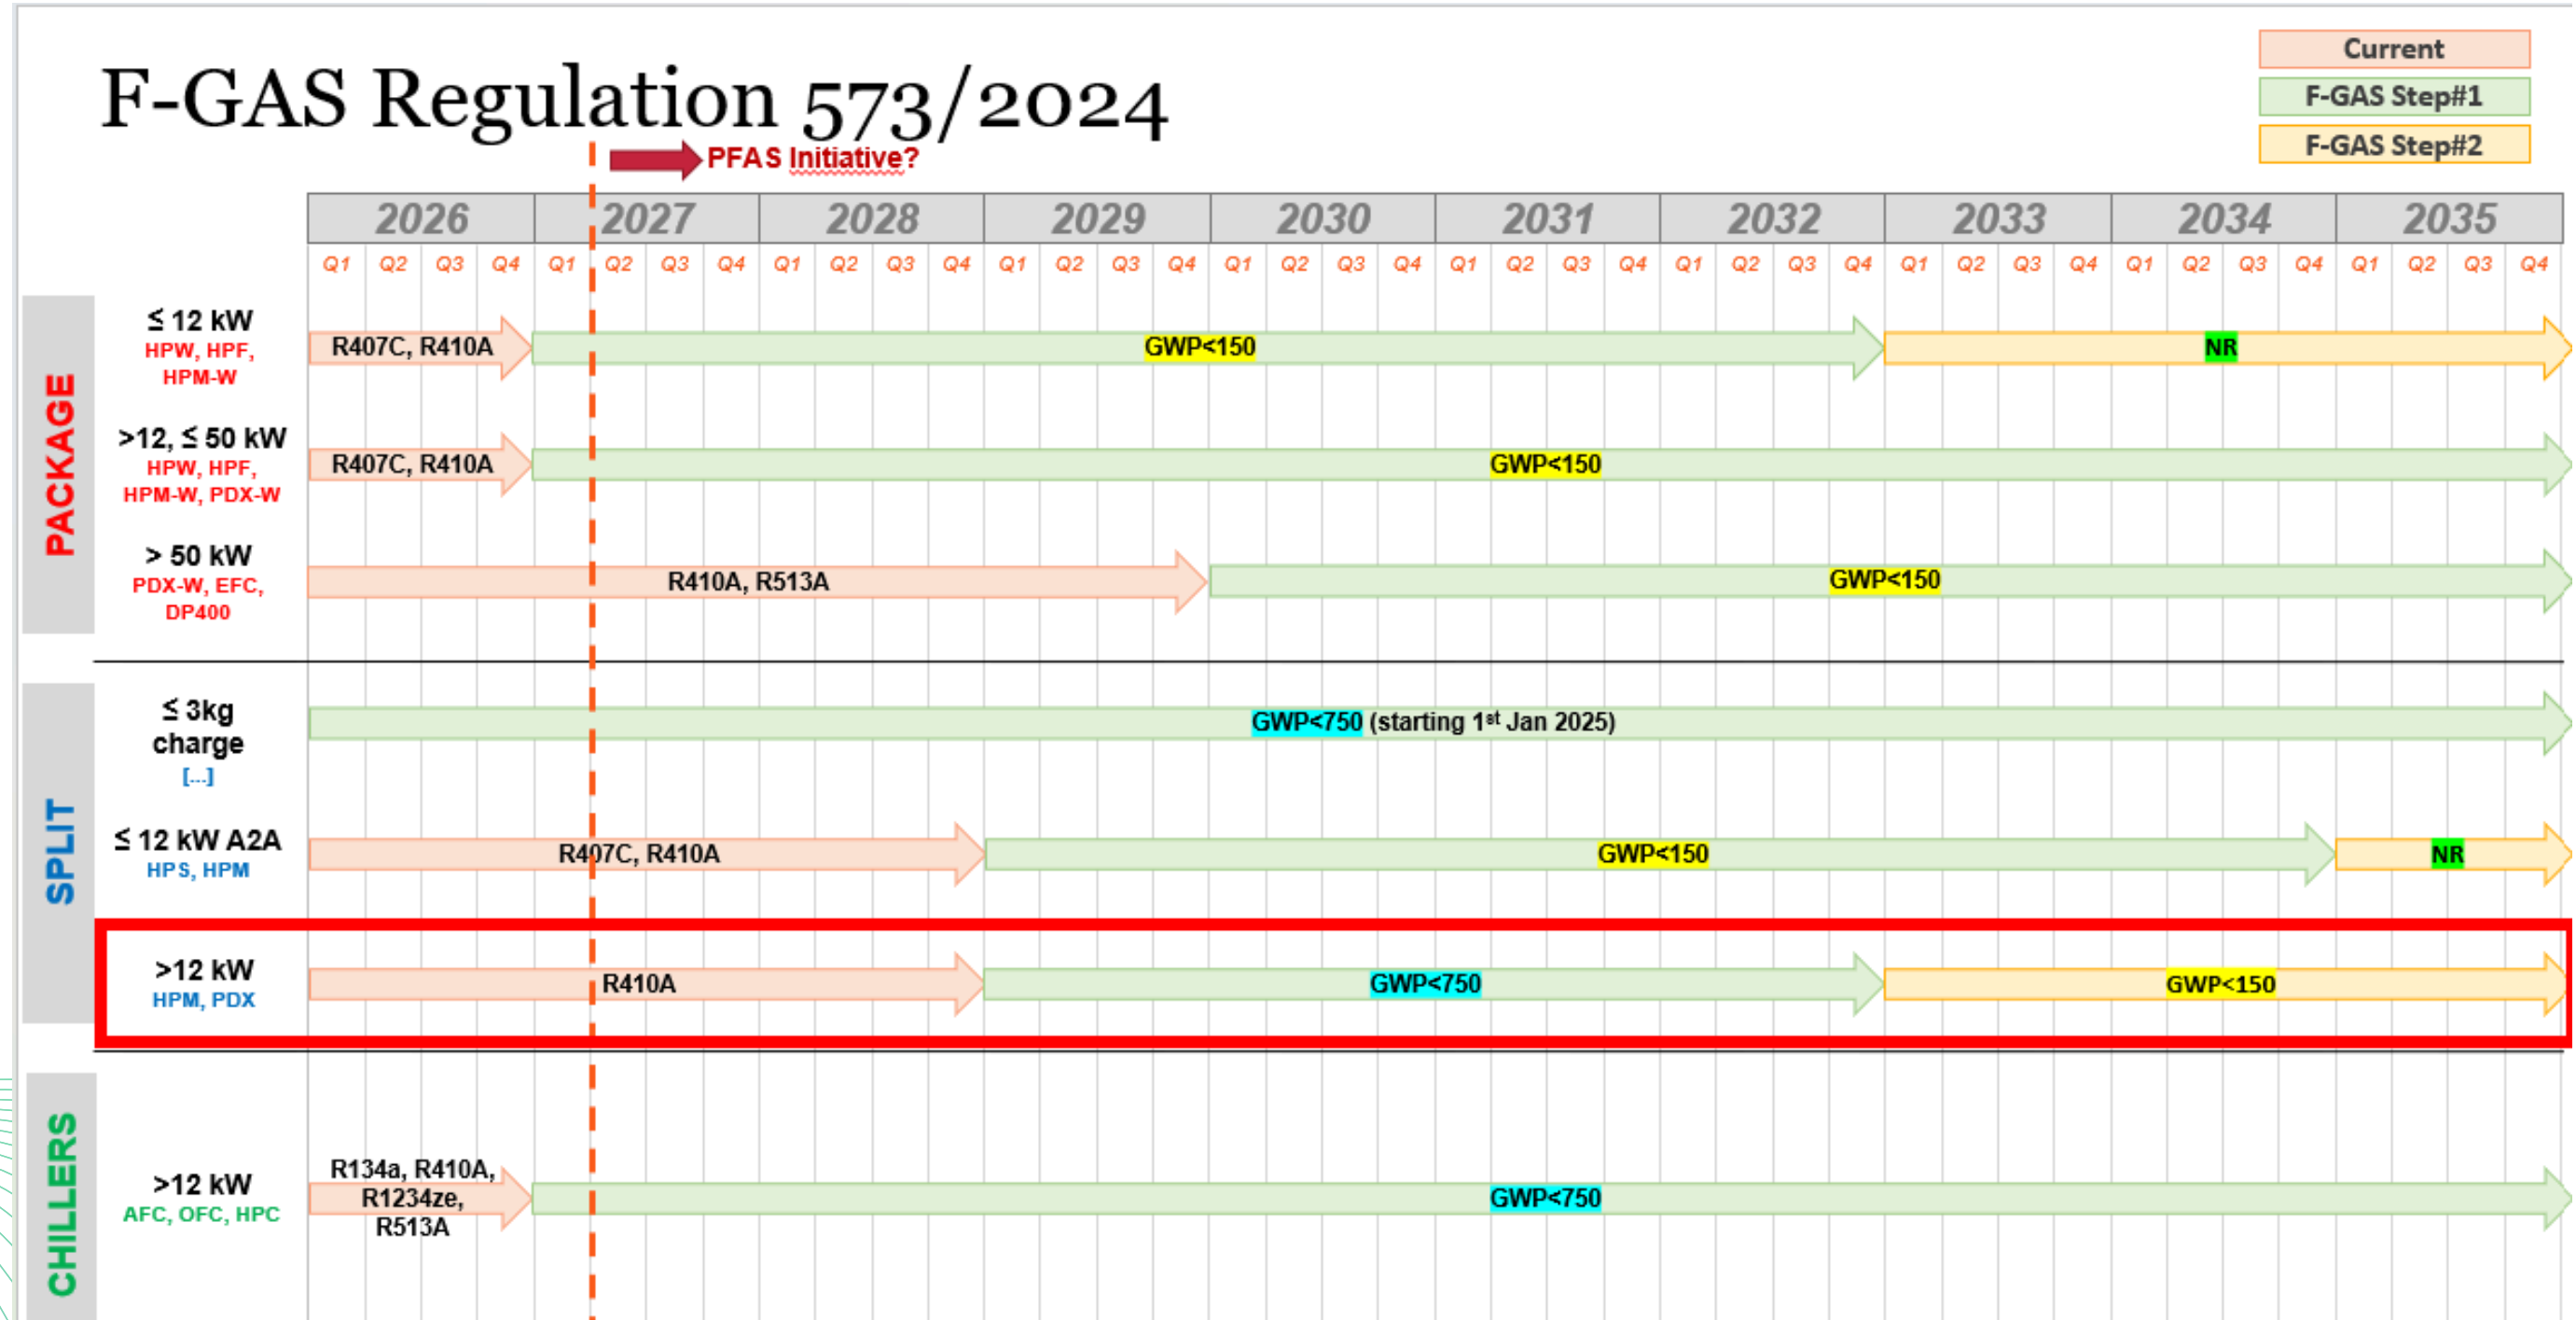 F-GAS Regulation 573/2024
Current
F-GAS Step#1
F-GAS Step#2
PFAS Initiative?
2026 2027 2028 2029 2030 2031 2032 2033 2034 2035
Q1 Q2 Q3 Q4 Q1 Q2 Q3 Q4 Q1 Q2 Q3 Q4 Q1 Q2 Q3 Q4 Q1 Q2 Q3 Q4 Q1 Q2 Q3 Q4 Q1 Q2 Q3 Q4 Q1 Q2 Q3 Q4 Q1 Q2 Q3 Q4 Q1 Q2 Q3 Q4
PACKAGE
≤ 12 kW
HPW, HPF,
HPM-W
R407C, R410A
GWP<150
NR
>12, ≤ 50 kW
HPW, HPF,
HPM-W, PDX-W
R407C, R410A
GWP<150
> 50 kW
PDX-W, EFC,
DP400
R410A, R513A
GWP<150
SPLIT
≤ 3kg
charge
[...]
GWP<750 (starting 1st Jan 2025)
≤ 12 kW A2A
HPS, HPM
R407C, R410A
GWP<150
NR
>12 kW
HPM, PDX
R410A
GWP<750
GWP<150
CHILLERS
>12 kW
AFC, OFC, HPC
R134a, R410A,
R1234ze,
R513A
GWP<750